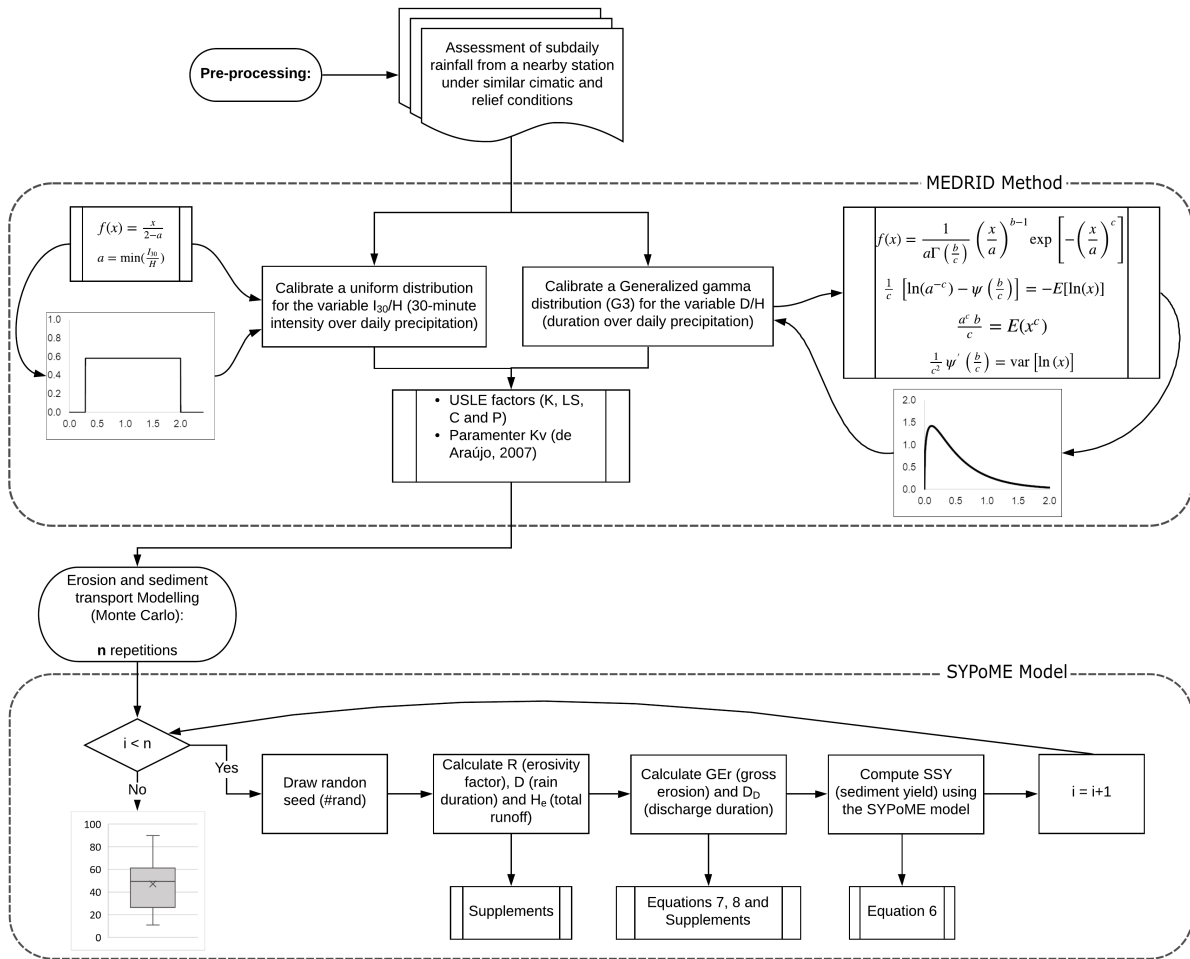 Pre-processing:
Assessment of subdaily
rainfall from a nearby station
under similar cimatic and
relief conditions
MEDRID Method
f(x) = x/(2−a)
a = min(I₃₀/H)
1.0
0.8
0.6
0.4
0.2
0.0
0.0 0.5 1.0 1.5 2.0
Calibrate a uniform distribution
for the variable I₃₀/H (30-minute
intensity over daily precipitation)
Calibrate a Generalized gamma
distribution (G3) for the variable D/H
(duration over daily precipitation)
f(x) = 1/(aΓ(b/c)) (x/a)^(b−1) exp[−(x/a)^c]
1/c [ln(a^(−c)) − ψ(b/c)] = −E[ln(x)]
a^c b/c = E(x^c)
1/c² ψ′(b/c) = var[ln(x)]
2.0
1.5
1.0
0.5
0.0
0.0 0.5 1.0 1.5 2.0
• USLE factors (K, LS,
C and P)
• Paramenter Kv (de
Araújo, 2007)
Erosion and sediment
transport Modelling
(Monte Carlo):
n repetitions
SYPoME Model
i < n
Yes
No
Draw randon
seed (#rand)
Calculate R (erosivity
factor), D (rain
duration) and Hₑ (total
runoff)
Calculate GEr (gross
erosion) and D_D
(discharge duration)
Compute SSY
(sediment yield) using
the SYPoME model
i = i+1
Supplements
Equations 7, 8 and
Supplements
Equation 6
100
80
60
40
20
0